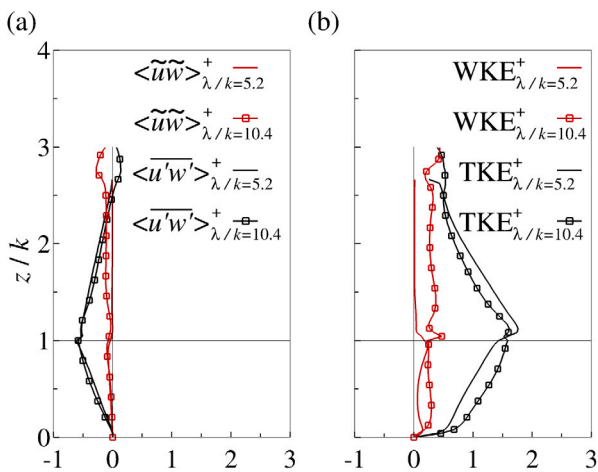 (a) (b)
4
<ũw̃>⁺λ/k=5.2 WKE⁺λ/k=5.2
<ũw̃>⁺λ/k=10.4 WKE⁺λ/k=10.4
3
<u'w'>⁺λ/k=5.2 TKE⁺λ/k=5.2
<u'w'>⁺λ/k=10.4 TKE⁺λ/k=10.4
z/k
2
1
0
-1 0 1 2 3 -1 0 1 2 3